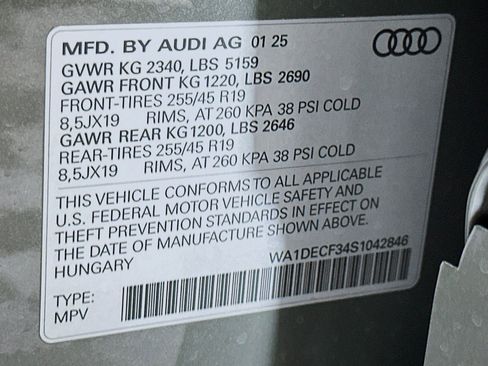 MFD. BY AUDI AG 01 25
GVWR KG 2340, LBS 5159
GAWR FRONT KG 1220, LBS 2690
FRONT-TIRES 255/45 R19
8,5JX19 RIMS, AT 260 KPA 38 PSI COLD
GAWR REAR KG 1200, LBS 2646
REAR-TIRES 255/45 R19
8,5JX19 RIMS, AT 260 KPA 38 PSI COLD
THIS VEHICLE CONFORMS TO ALL APPLICABLE
U.S. FEDERAL MOTOR VEHICLE SAFETY AND
THEFT PREVENTION STANDARDS IN EFFECT ON
THE DATE OF MANUFACTURE SHOWN ABOVE.
HUNGARY
WA1DECF34S1042846
TYPE:
MPV